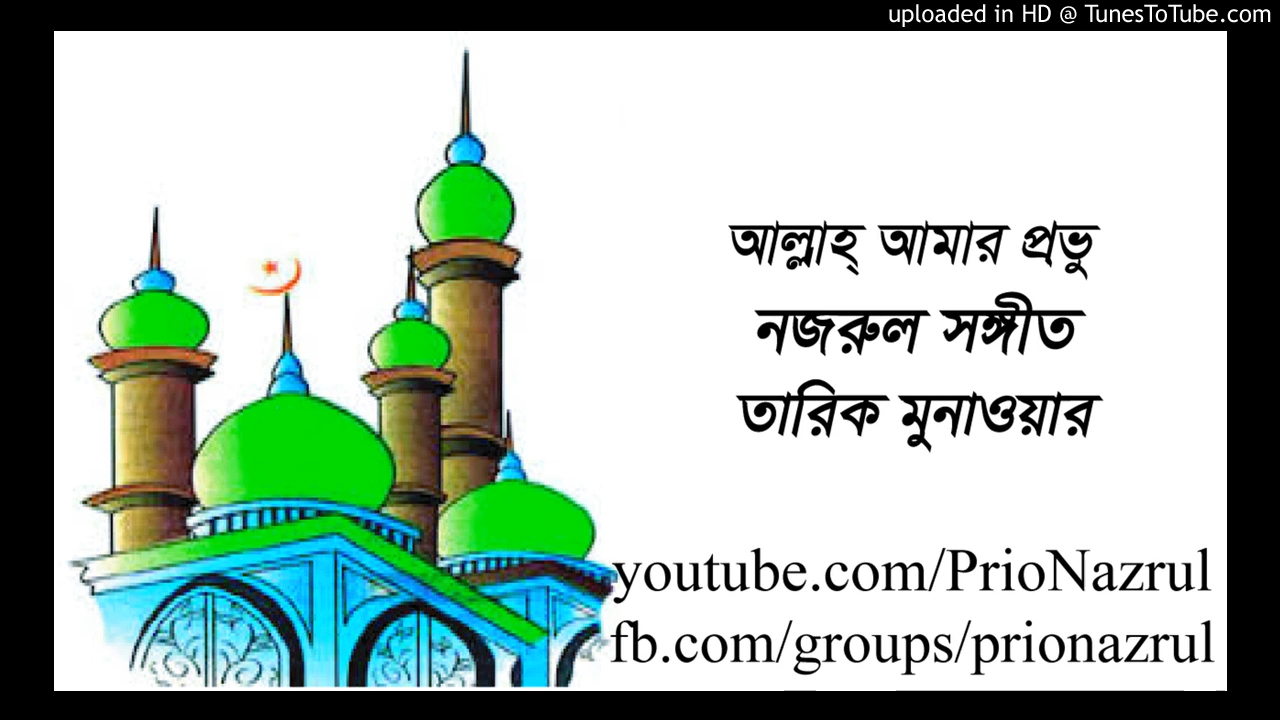 uploaded in HD @ TunesToTube.com
আল্লাহ্ আমার প্রভু
নজরুল সঙ্গীত
তারিক মুনাওয়ার
youtube.com/PrioNazrul
fb.com/groups/prionazrul